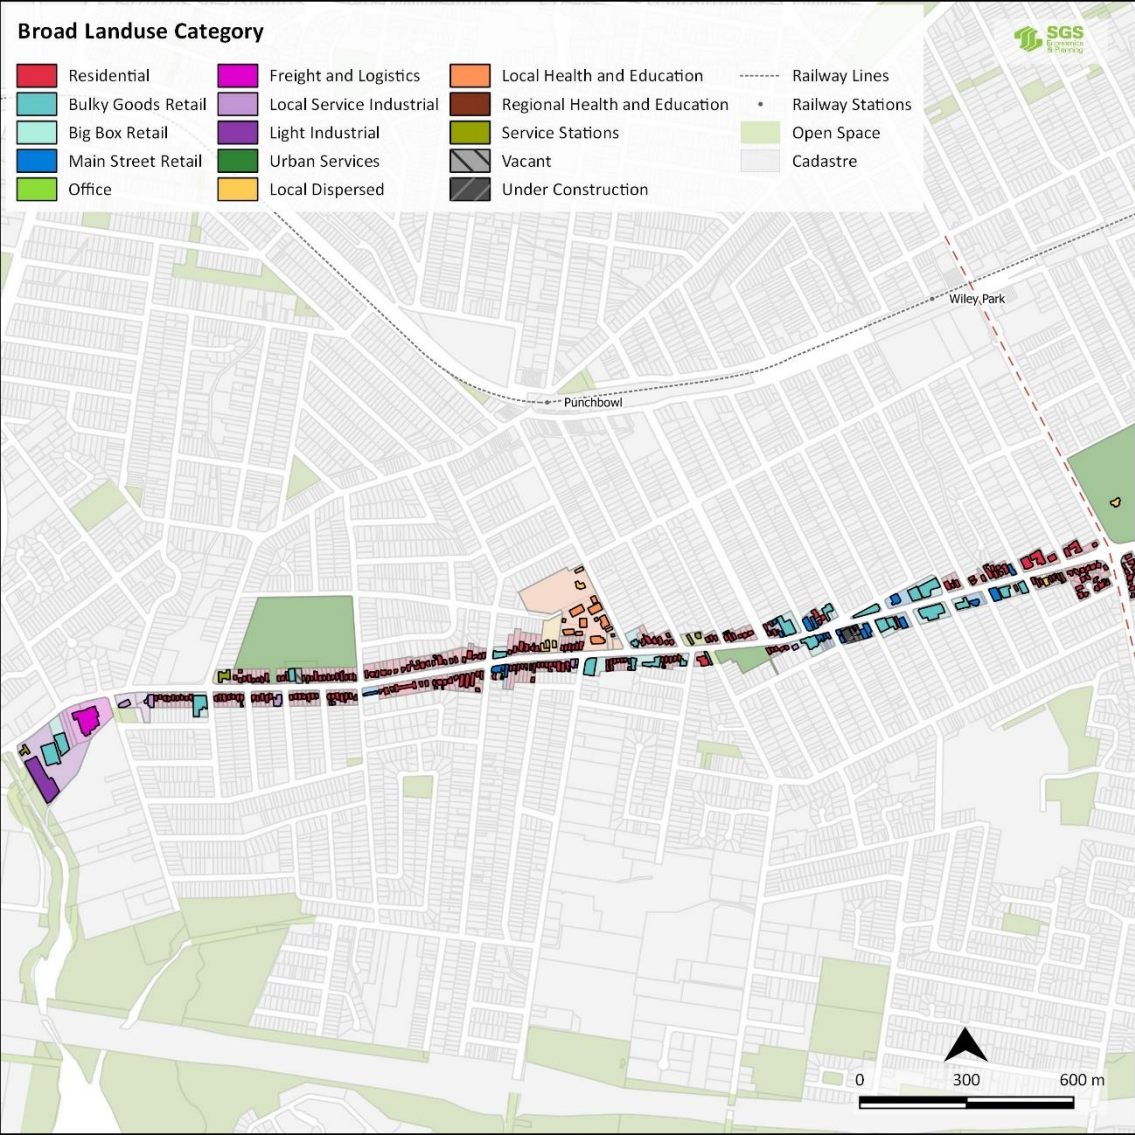 Broad Landuse Category
Residential
Bulky Goods Retail
Big Box Retail
Main Street Retail
Office
Freight and Logistics
Local Service Industrial
Light Industrial
Urban Services
Local Dispersed
Local Health and Education
Regional Health and Education
Service Stations
Vacant
Under Construction
Railway Lines
Railway Stations
Open Space
Cadastre
SGS
Economics
& Planning
Wiley Park
Punchbowl
0 300 600 m